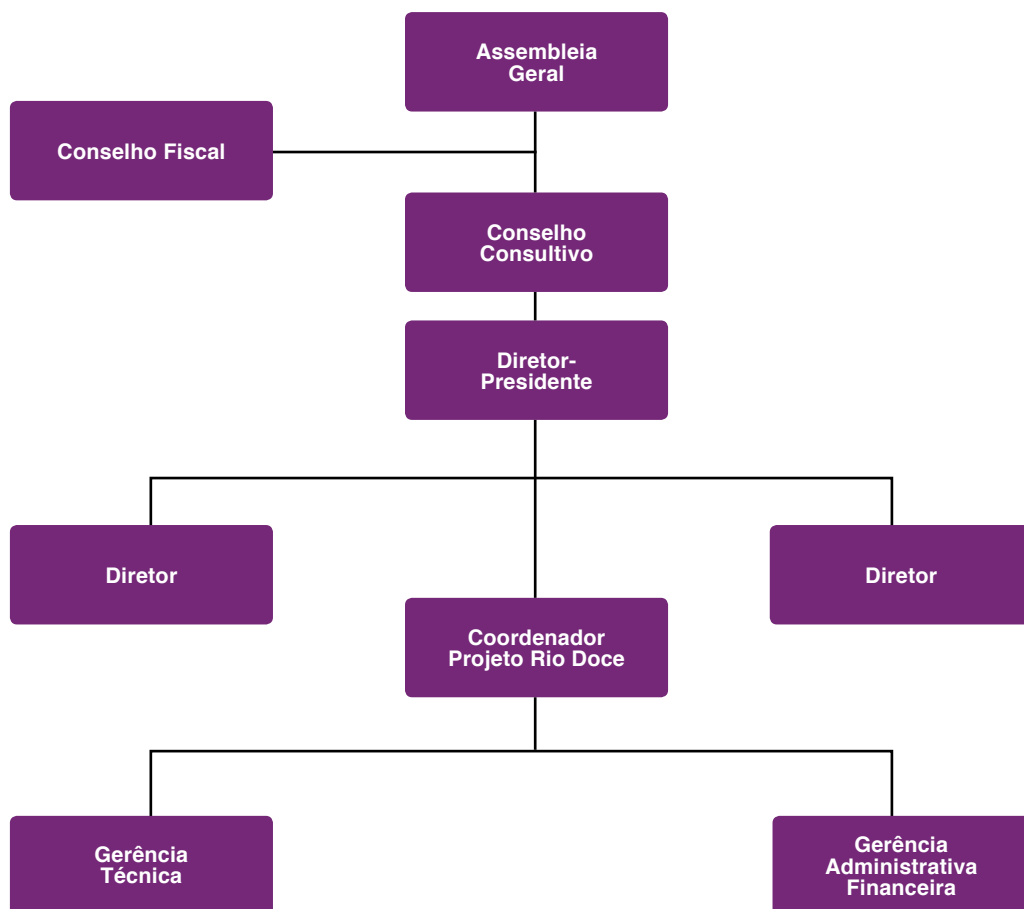 Assembleia
Geral
Conselho Fiscal
Conselho
Consultivo
Diretor-
Presidente
Diretor
Diretor
Coordenador
Projeto Rio Doce
Gerência
Técnica
Gerência
Administrativa
Financeira